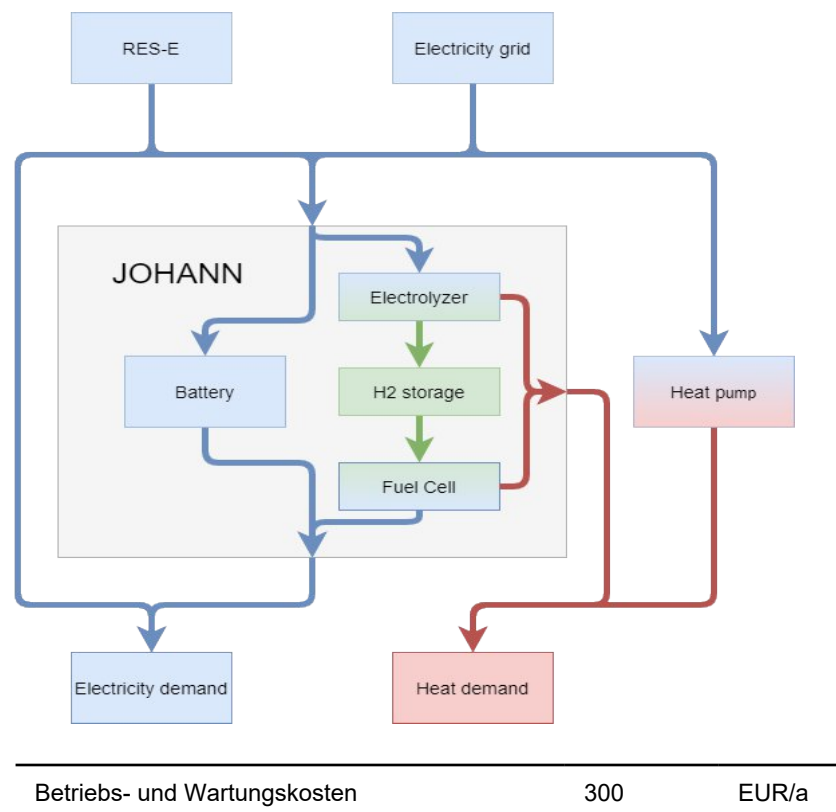 RES-E
Electricity grid
JOHANN
Electrolyzer
Battery
H2 storage
Heat pump
Fuel Cell
Electricity demand
Heat demand
Betriebs- und Wartungskosten 300 EUR/a